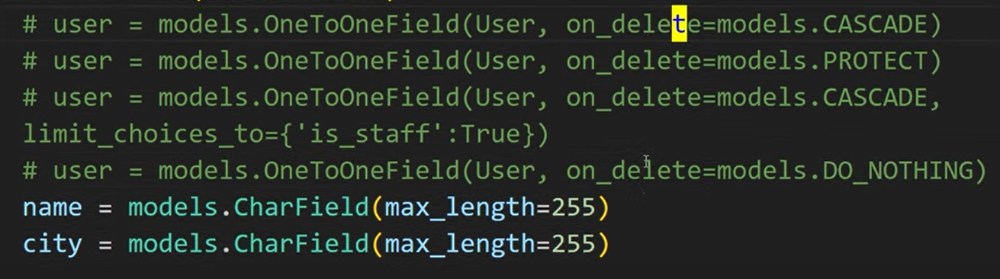 # user = models.OneToOneField(User, on_delete=models.CASCADE)
# user = models.OneToOneField(User, on_delete=models.PROTECT)
# user = models.OneToOneField(User, on_delete=models.CASCADE,
limit_choices_to={'is_staff':True})
# user = models.OneToOneField(User, on_delete=models.DO_NOTHING)
name = models.CharField(max_length=255)
city = models.CharField(max_length=255)